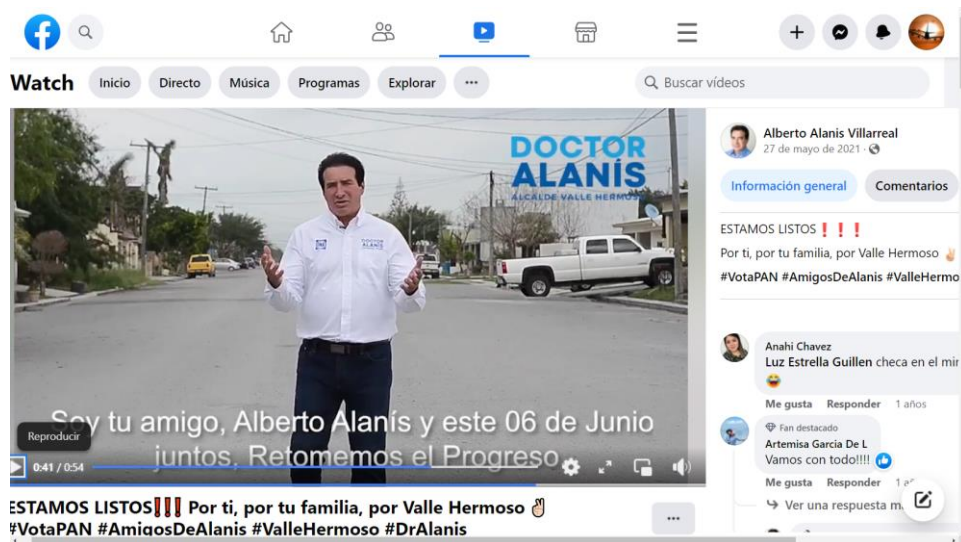 Watch
Inicio
Directo
Música
Programas
Explorar
Buscar vídeos
DOCTOR
ALANÍS
ALCALDE VALLE HERMOSO
DOCTOR
ALANÍS
Soy tu amigo, Alberto Alanís y este 06 de Junio
juntos, Retomemos el Progreso
Reproducir
0:41 / 0:54
ESTAMOS LISTOS❗❗❗ Por ti, por tu familia, por Valle Hermoso ✌
#VotaPAN #AmigosDeAlanis #ValleHermoso #DrAlanis
Alberto Alanis Villarreal
27 de mayo de 2021 ·
Información general
Comentarios
ESTAMOS LISTOS❗❗❗
Por ti, por tu familia, por Valle Hermoso ✌
#VotaPAN #AmigosDeAlanis #ValleHermo
Anahi Chavez
Luz Estrella Guillen checa en el
😂
Me gusta Responder 1 años
Fan destacado
Artemisa Garcia De L
Vamos con todo!!!!
Me gusta Responder
Ver una respuesta